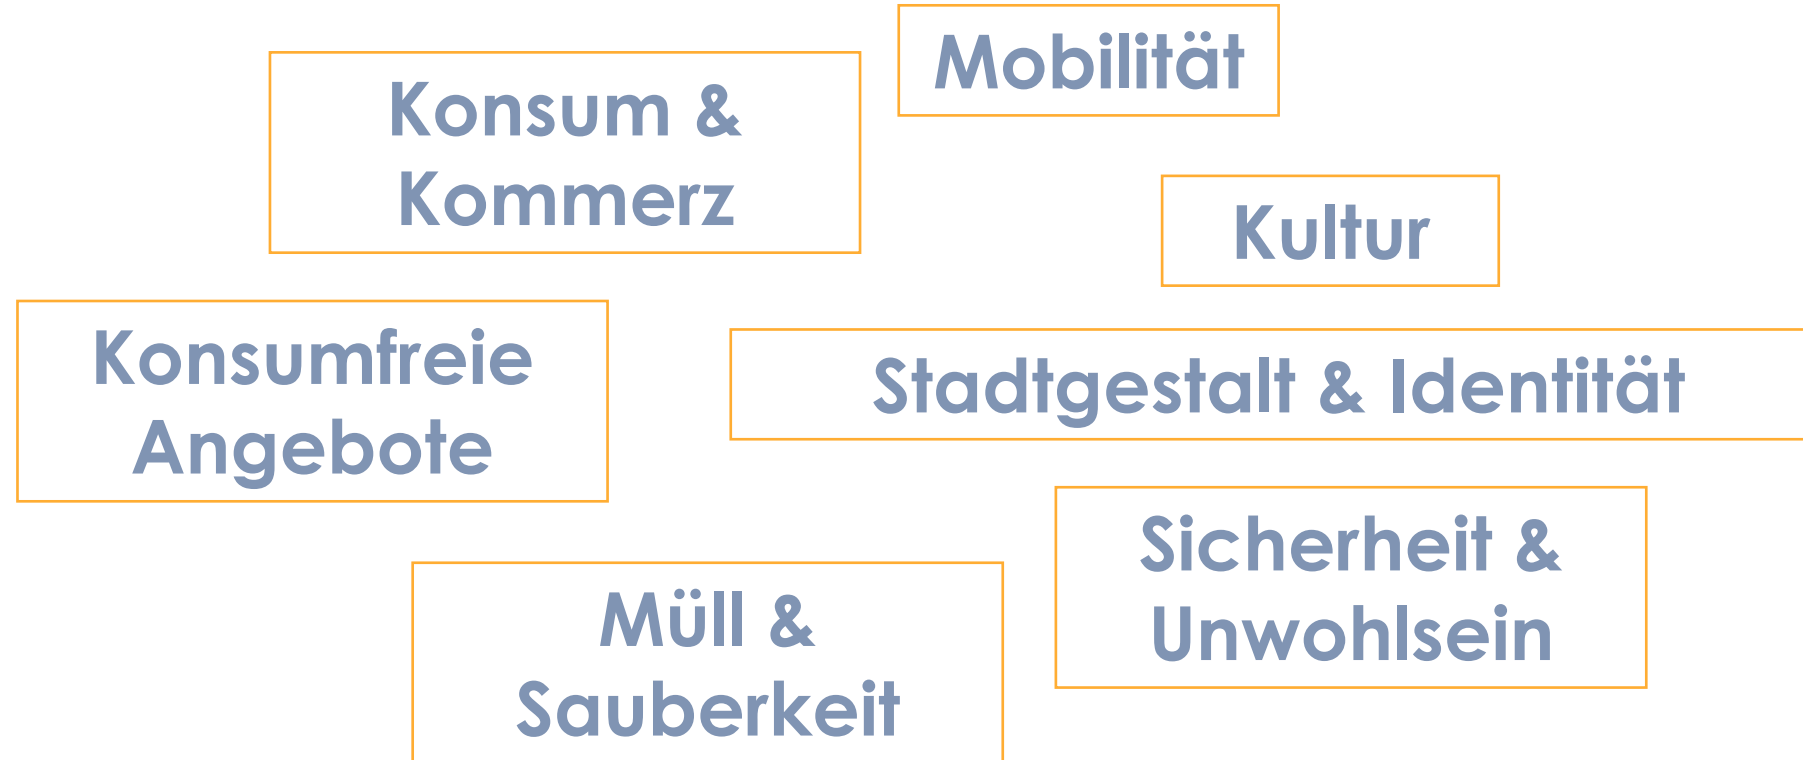 Mobilität
Konsum &
Kommerz
Kultur
Konsumfreie
Angebote
Stadtgestalt & Identität
Sicherheit &
Unwohlsein
Müll &
Sauberkeit